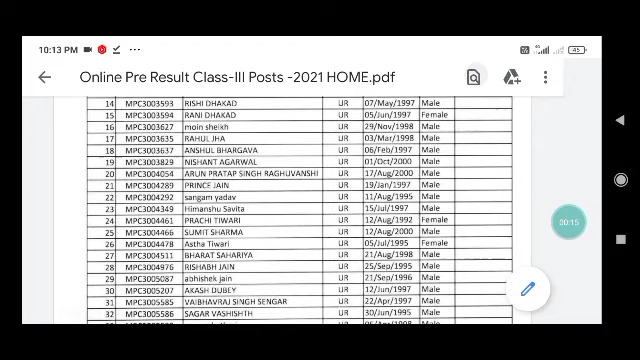 10:13 PM ... 45
Online Pre Result Class-III Posts -2021 HOME.pdf
14 MPC3003593 RISHI DHAKAD UR 07/May/1997 Male
15 MPC3003594 RANI DHAKAD UR 05/Jun/1997 Female
16 MPC3003627 moin sheikh UR 29/Nov/1998 Male
17 MPC3003635 RAHUL JHA UR 03/Mar/1998 Male
18 MPC3003637 ANSHUL BHARGAVA UR 06/Feb/1997 Male
19 MPC3003829 NISHANT AGARWAL UR 01/Oct/2000 Male
20 MPC3004054 ARUN PRATAP SINGH RAGHUVANSHI UR 17/Aug/2000 Male
21 MPC3004289 PRINCE JAIN UR 19/Jan/1997 Male
22 MPC3004292 sangam yadav UR 11/Aug/1995 Male
23 MPC3004349 Himanshu Savita UR 15/Jul/1997 Male
24 MPC3004461 PRACHI TIWARI UR 12/Aug/1992 Female
25 MPC3004466 SUMIT SHARMA UR 12/Aug/2000 Male
26 MPC3004478 Astha Tiwari UR 05/Jul/1995 Female
27 MPC3004511 BHARAT SAHARIYA UR 21/Aug/1998 Male
28 MPC3004976 RISHABH JAIN UR 25/Sep/1995 Male
29 MPC3005087 abhishek jain UR 21/Sep/1996 Male
30 MPC3005207 AKASH DUBEY UR 12/Jun/1997 Male
31 MPC3005585 VAIBHAVRAJ SINGH SENGAR UR 22/Apr/1997 Male
32 MPC3005586 SAGAR VASHISHTH UR 30/Jun/1995 Male
00:15